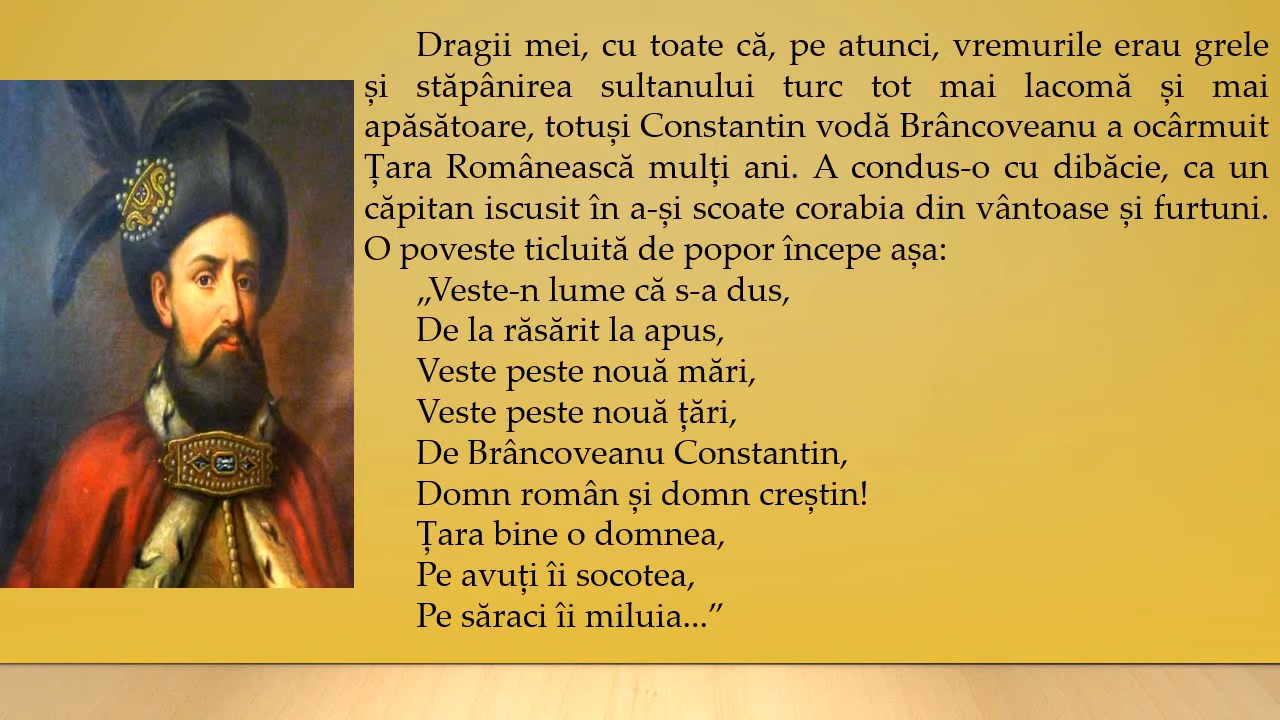 Dragii mei, cu toate că, pe atunci, vremurile erau grele
și stăpânirea sultanului turc tot mai lacomă și mai
apăsătoare, totuși Constantin vodă Brâncoveanu a ocârmuit
Țara Românească mulți ani. A condus-o cu dibăcie, ca un
căpitan iscusit în a-și scoate corabia din vântoase și furtuni.
O poveste ticluită de popor începe așa:
„Veste-n lume că s-a dus,
De la răsărit la apus,
Veste peste nouă mări,
Veste peste nouă țări,
De Brâncoveanu Constantin,
Domn român și domn creștin!
Țara bine o domnea,
Pe avuți îi socotea,
Pe săraci îi miluia...”